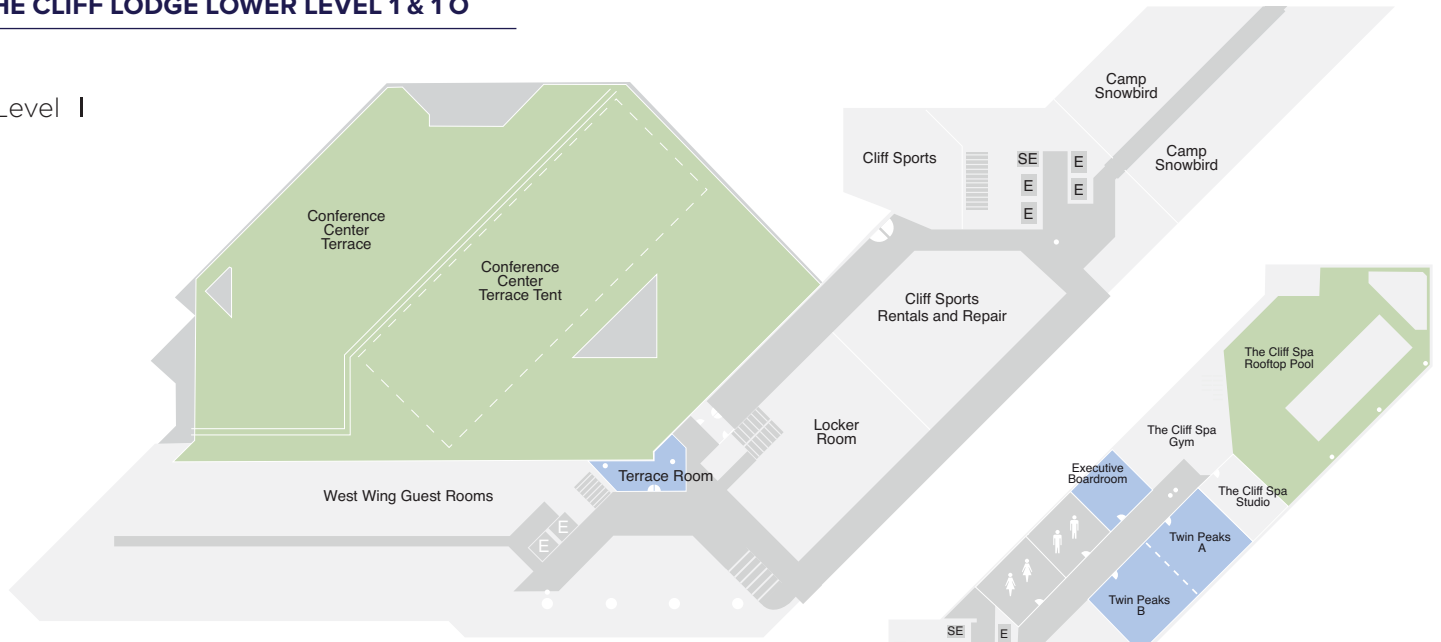 HE CLIFF LODGE LOWER LEVEL 1 & 1 O
Level I
Conference
Center
Terrace
Conference
Center
Terrace Tent
Cliff Sports
SE
E
E
E
E
Camp
Snowbird
Camp
Snowbird
Cliff Sports
Rentals and Repair
Locker
Room
Terrace Room
West Wing Guest Rooms
E
E
The Cliff Spa
Rooftop Pool
The Cliff Spa
Gym
Executive
Boardroom
The Cliff Spa
Studio
Twin Peaks
A
Twin Peaks
B
SE
E